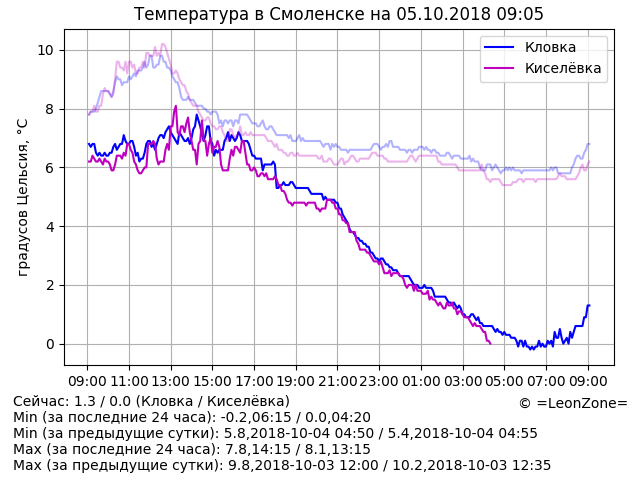 Температура в Смоленске на 05.10.2018 09:05
Кловка
Киселёвка
градусов Цельсия, °C
10
8
6
4
2
0
09:00 11:00 13:00 15:00 17:00 19:00 21:00 23:00 01:00 03:00 05:00 07:00 09:00
Сейчас: 1.3 / 0.0 (Кловка / Киселёвка)
© =LeonZone=
Min (за последние 24 часа): -0.2,06:15 / 0.0,04:20
Min (за предыдущие сутки): 5.8,2018-10-04 04:50 / 5.4,2018-10-04 04:55
Max (за последние 24 часа): 7.8,14:15 / 8.1,13:15
Max (за предыдущие сутки): 9.8,2018-10-03 12:00 / 10.2,2018-10-03 12:35